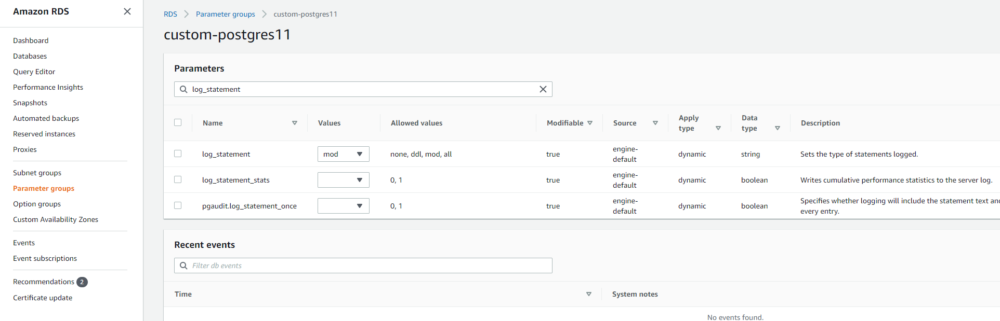 Amazon RDS
Dashboard
Databases
Query Editor
Performance Insights
Snapshots
Automated backups
Reserved instances
Proxies
Subnet groups
Parameter groups
Option groups
Custom Availability Zones
Events
Event subscriptions
Recommendations 2
Certificate update
RDS > Parameter groups > custom-postgres11
custom-postgres11
Parameters
log_statement
Name Values Allowed values Modifiable Source Apply type Data type Description
log_statement mod none, ddl, mod, all true engine-default dynamic string Sets the type of statements logged.
log_statement_stats 0, 1 true engine-default dynamic boolean Writes cumulative performance statistics to the server log.
pgaudit.log_statement_once 0, 1 true engine-default dynamic boolean Specifies whether logging will include the statement text
every entry.
Recent events
Filter db events
Time System notes
No events found.